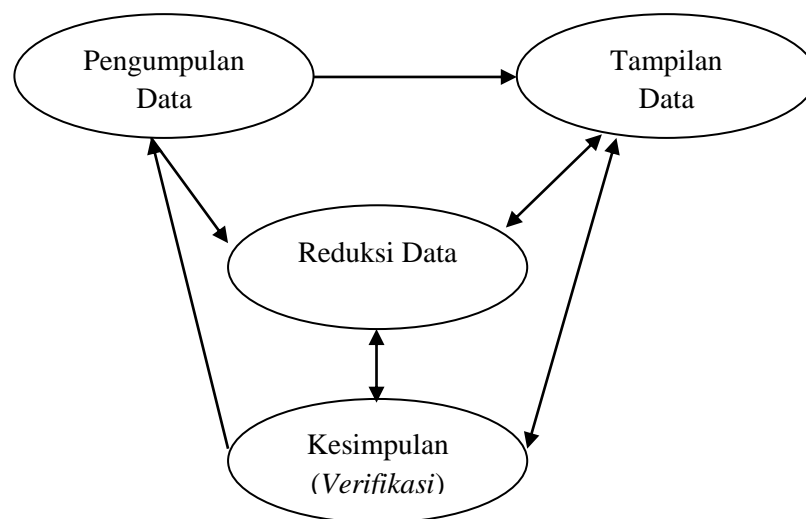 Pengumpulan
Data
Tampilan
Data
Reduksi Data
Kesimpulan
(Verifikasi)